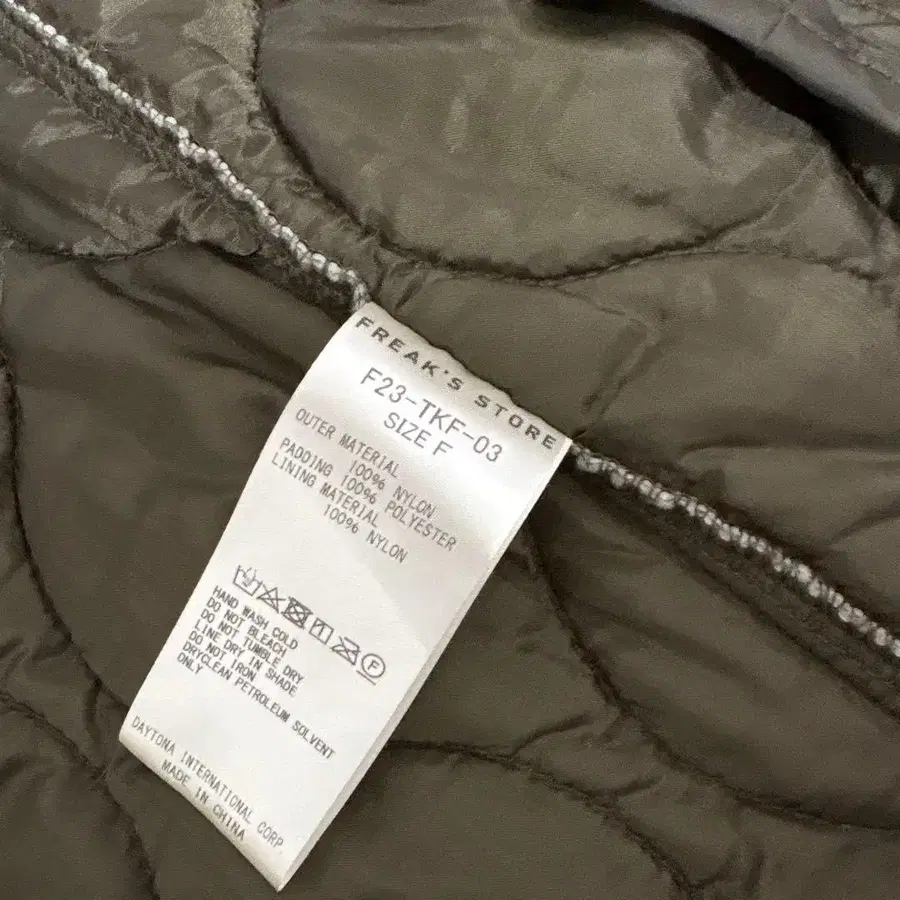 FREAK'S STORE
F23-TKF-03
SIZE F
OUTER MATERIAL
100% NYLON
PADDING 100% POLYESTER
LINING MATERIAL
100% NYLON
F
HAND WASH COLD
DO NOT BLEACH
DO NOT TUMBLE DRY
LINE DRY IN SHADE
DO NOT IRON
DRYCLEAN PETROLEUM SOLVENT
ONLY
DAYTONA INTERNATIONAL CORP
MADE IN CHINA